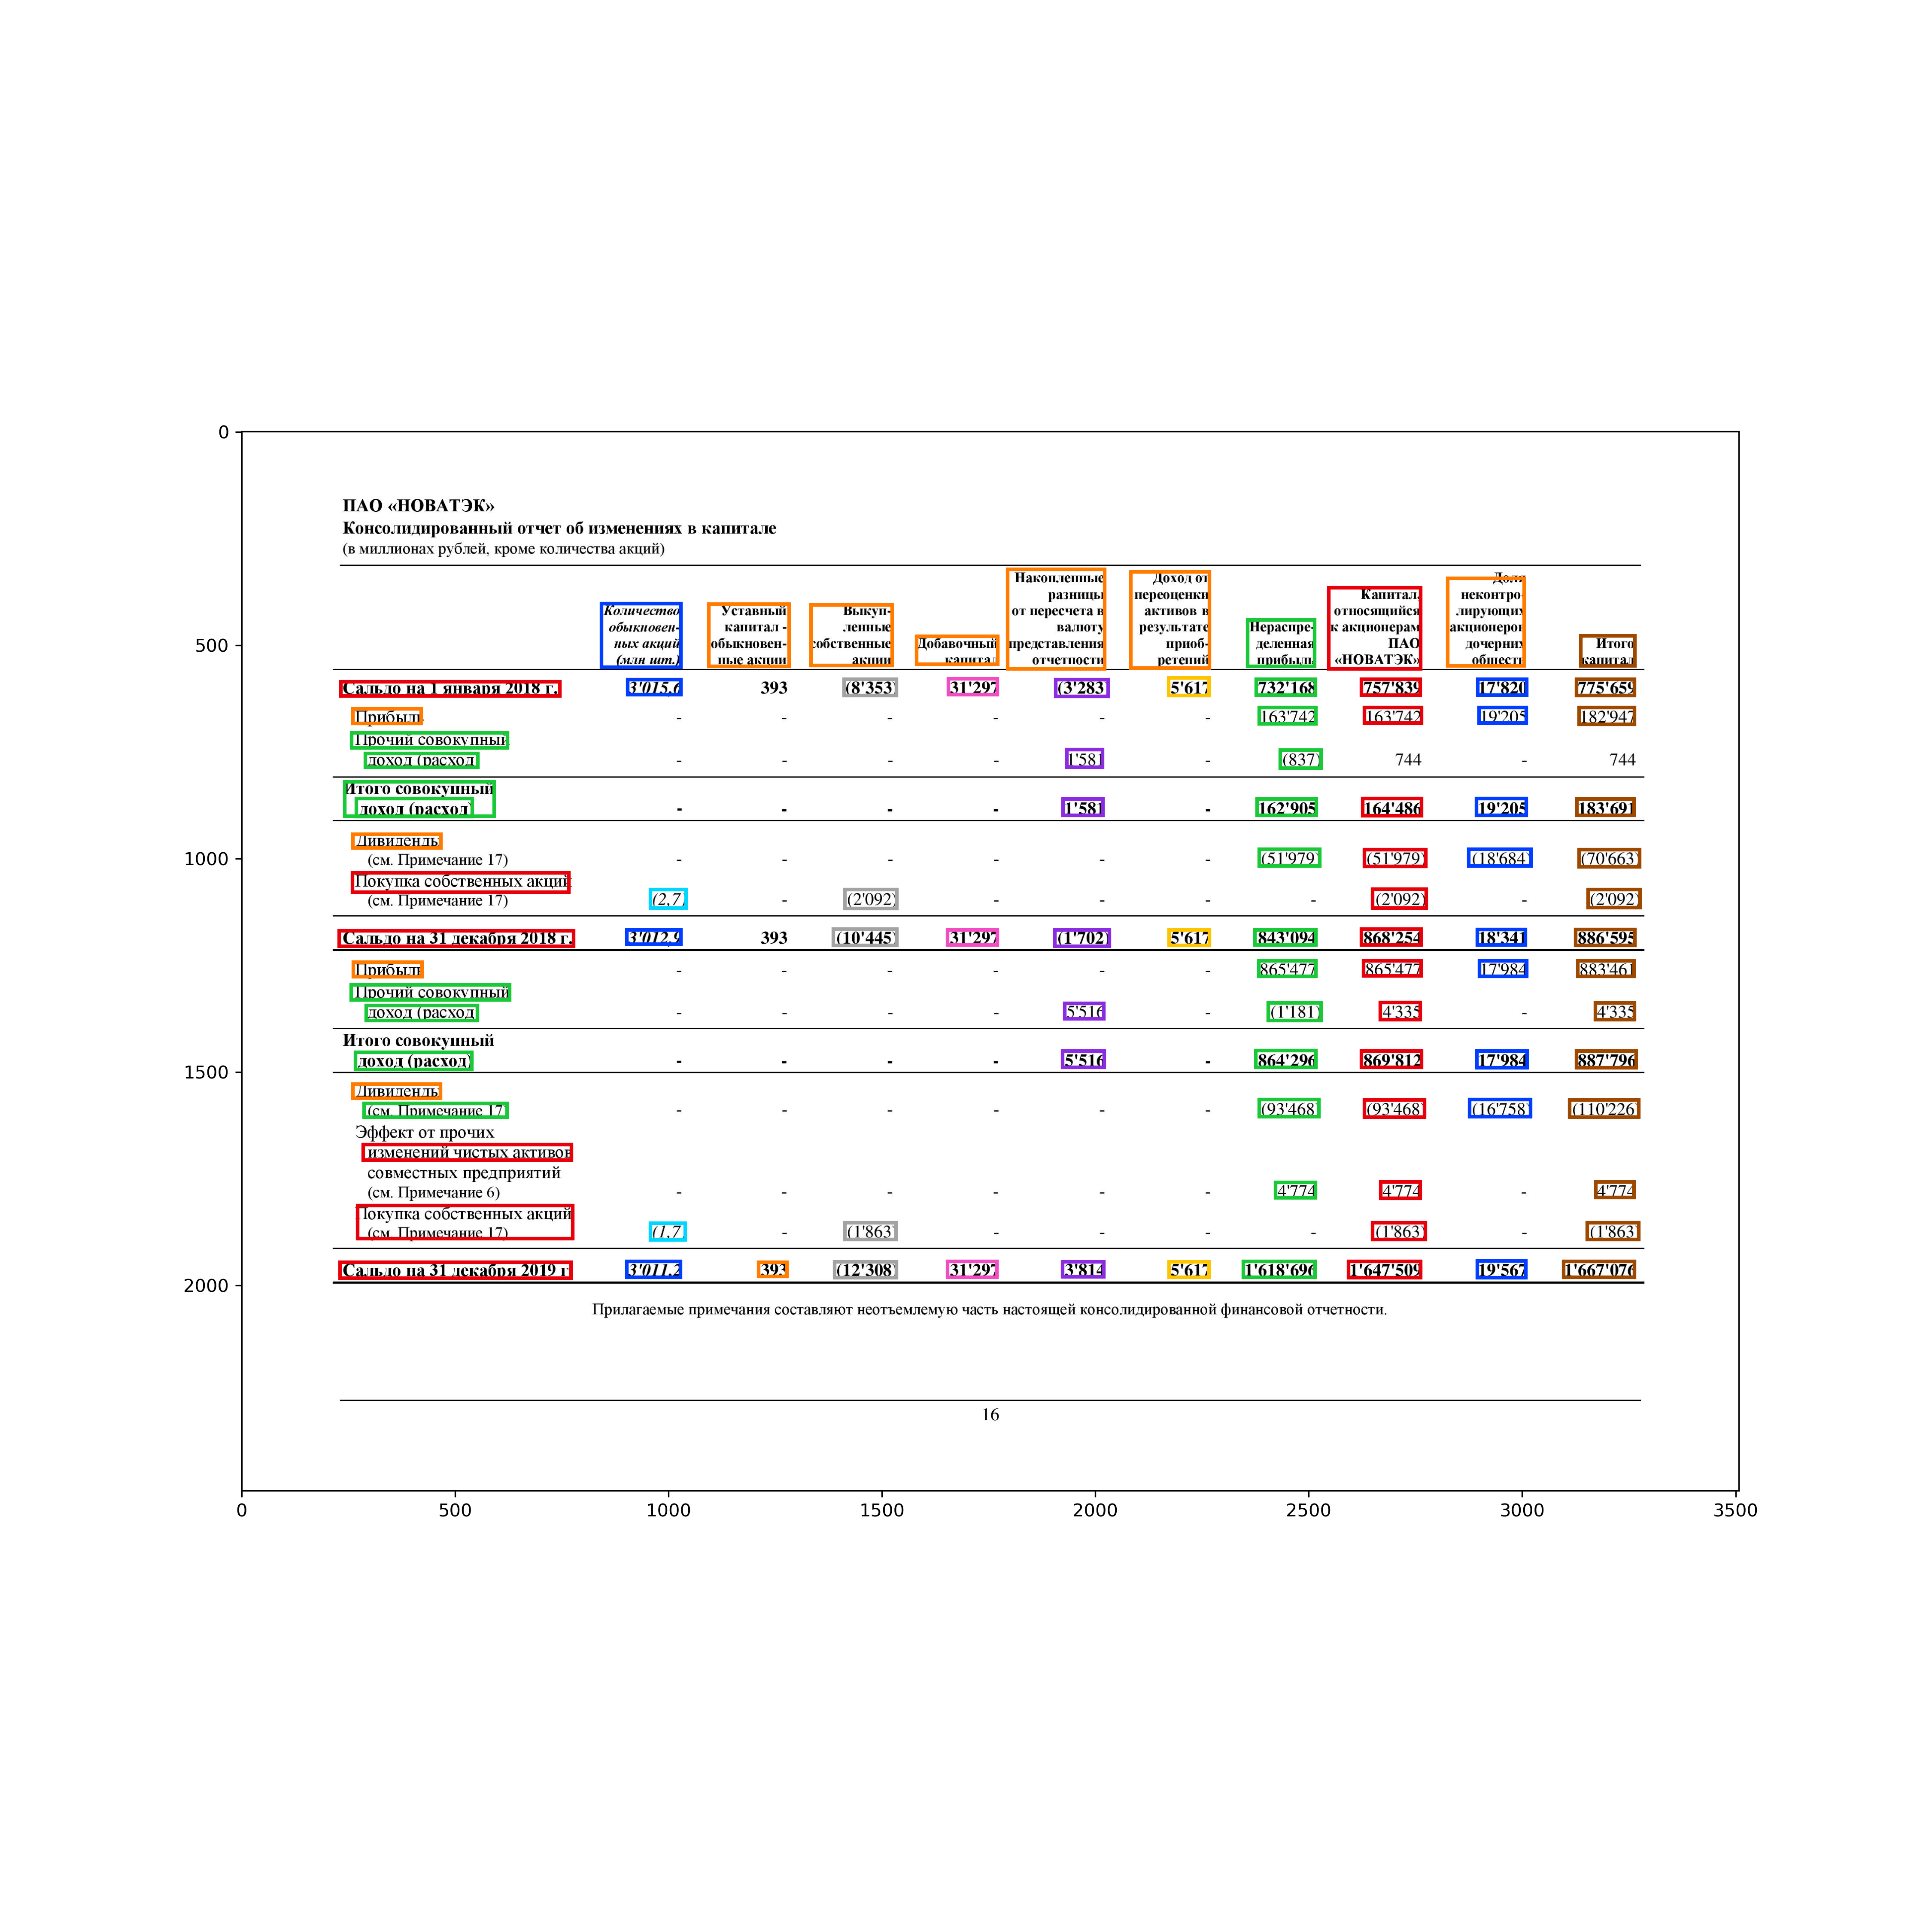 0
500
1000
1500
2000
ПАО «НОВАТЭК»
Консолидированный отчет об изменениях в капитале
(в миллионах рублей, кроме количества акций)
Количество обыкновен- ных акций (млн шт.)
Уставный капитал - обыкновен- ные акции
Выкуп- ленные собственные акции
Добавочный капитал
Накопленные разницы от пересчета в валюту представления отчетности
Доход от переоценки активов в результате приоб- ретений
Нераспре- деленная прибыль
Капитал, относящийся к акционерам ПАО «НОВАТЭК»
Доля неконтро- лирующих акционеров дочерних обществ
Итого капитал
Сальдо на 1 января 2018 г. 3'015,6 393 (8'353) 31'297 (3'283) 5'617 732'168 757'839 17'820 775'659
Прибыль - - - - - - 163'742 163'742 19'205 182'947
Прочий совокупный
доход (расход) - - - - 1'581 - (837) 744 - 744
Итого совокупный
доход (расход) - - - - 1'581 - 162'905 164'486 19'205 183'691
Дивиденды
(см. Примечание 17) - - - - - - (51'979) (51'979) (18'684) (70'663)
Покупка собственных акций
(см. Примечание 17) (2,7) - (2'092) - - - - (2'092) - (2'092)
Сальдо на 31 декабря 2018 г. 3'012,9 393 (10'445) 31'297 (1'702) 5'617 843'094 868'254 18'341 886'595
Прибыль - - - - - - 865'477 865'477 17'984 883'461
Прочий совокупный
доход (расход) - - - - 5'516 - (1'181) 4'335 - 4'335
Итого совокупный
доход (расход) - - - - 5'516 - 864'296 869'812 17'984 887'796
Дивиденды
(см. Примечание 17) - - - - - - (93'468) (93'468) (16'758) (110'226)
Эффект от прочих
изменений чистых активов
совместных предприятий
(см. Примечание 6) - - - - - - 4'774 4'774 - 4'774
Покупка собственных акций
(см. Примечание 17) (1,7) - (1'863) - - - - (1'863) - (1'863)
Сальдо на 31 декабря 2019 г. 3'011,2 393 (12'308) 31'297 3'814 5'617 1'618'696 1'647'509 19'567 1'667'076
Прилагаемые примечания составляют неотъемлемую часть настоящей консолидированной финансовой отчетности.
16
0 500 1000 1500 2000 2500 3000 3500